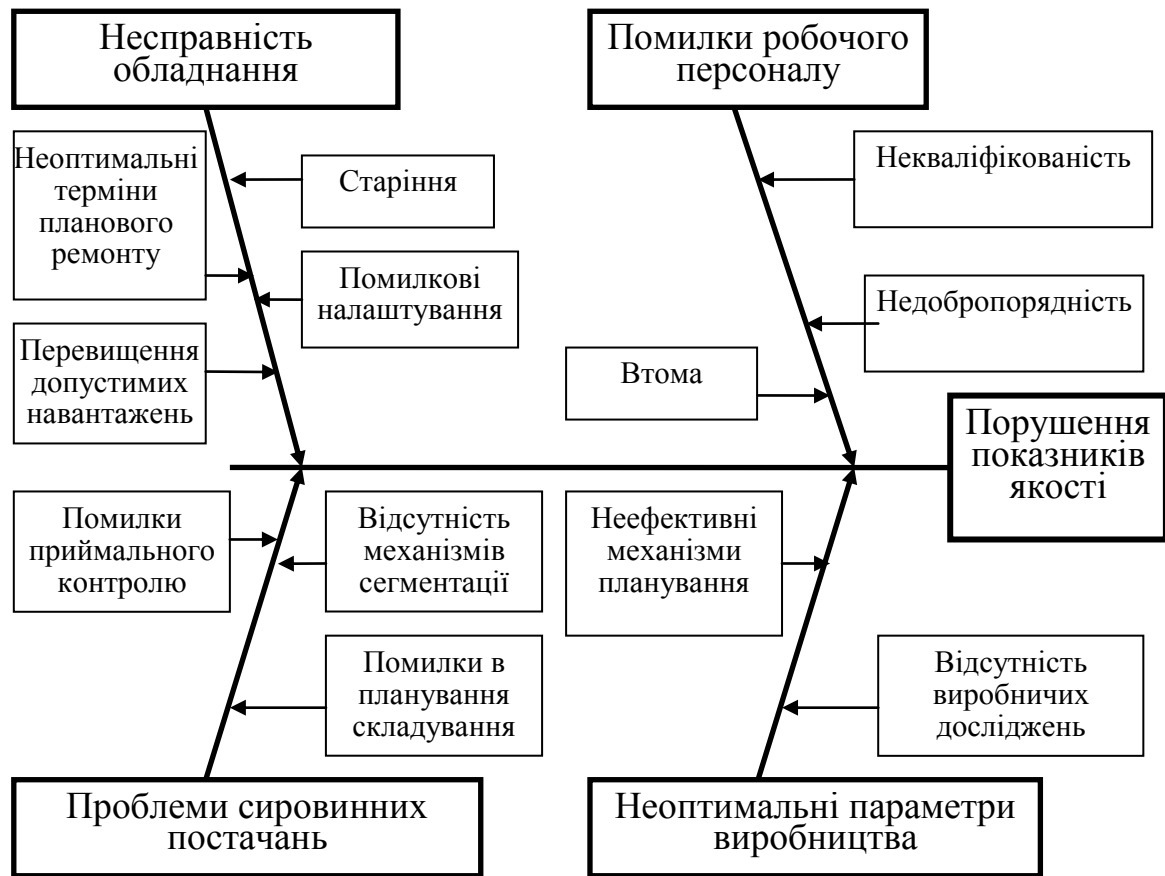 Несправність
обладнання
Помилки робочого
персоналу
Неоптимальні
терміни
планового
ремонту
Старіння
Помилкові
налаштування
Перевищення
допустимих
навантажень
Некваліфікованість
Недобропорядність
Втома
Порушення
показників
якості
Помилки
приймального
контролю
Відсутність
механізмів
сегментації
Помилки в
планування
складування
Неефективні
механізми
планування
Відсутність
виробничих
досліджень
Проблеми сировинних
постачань
Неоптимальні параметри
виробництва